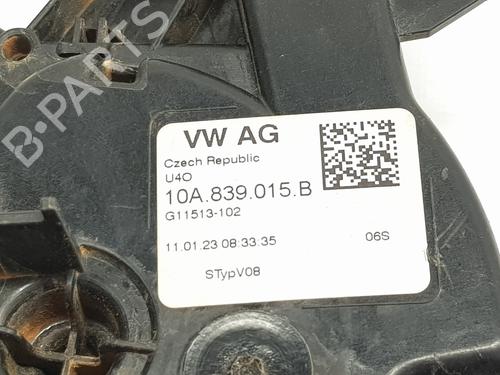 VW AG
Czech Republic
U4O
10A.839.015.B
G11513-102
11.01.23 08:33:35 06S
STypV08
B-PARTS